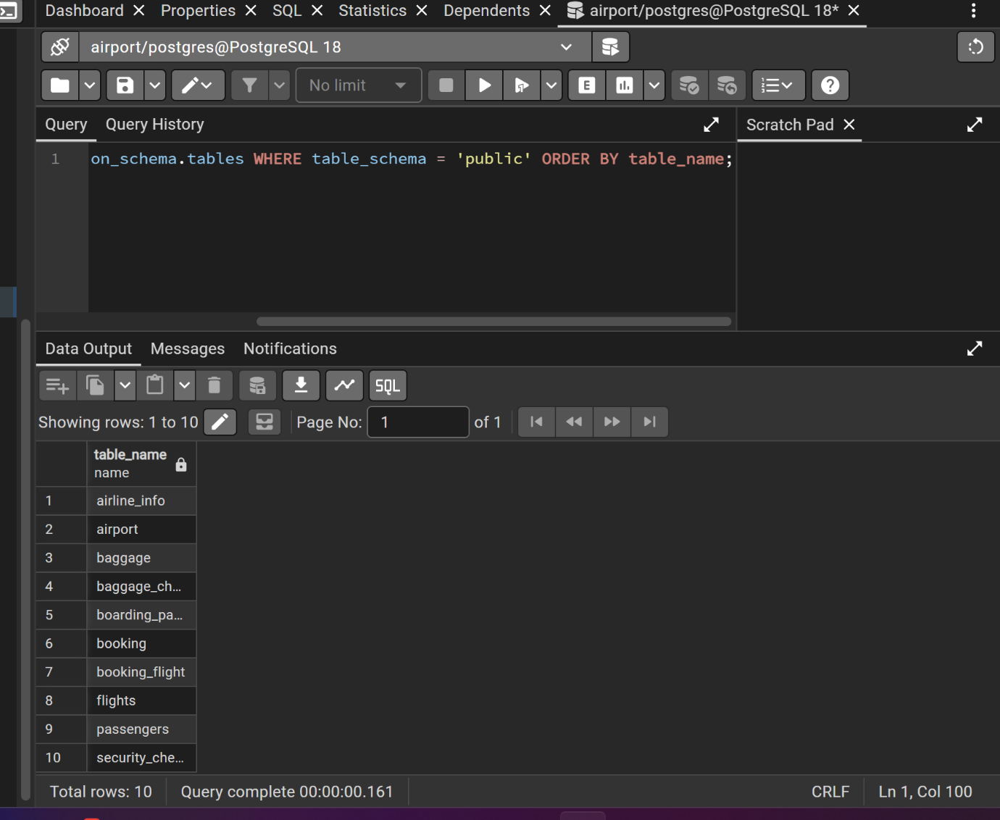 Dashboard Properties SQL Statistics Dependents airport/postgres@PostgreSQL 18*
airport/postgres@PostgreSQL 18
No limit
E
Query Query History
Scratch Pad
1 on_schema.tables WHERE table_schema = 'public' ORDER BY table_name;
Data Output Messages Notifications
SQL
Showing rows: 1 to 10 Page No: 1 of 1
table_name
name
1 airline_info
2 airport
3 baggage
4 baggage_ch...
5 boarding_pa...
6 booking
7 booking_flight
8 flights
9 passengers
10 security_che...
Total rows: 10 Query complete 00:00:00.161 CRLF Ln 1, Col 100